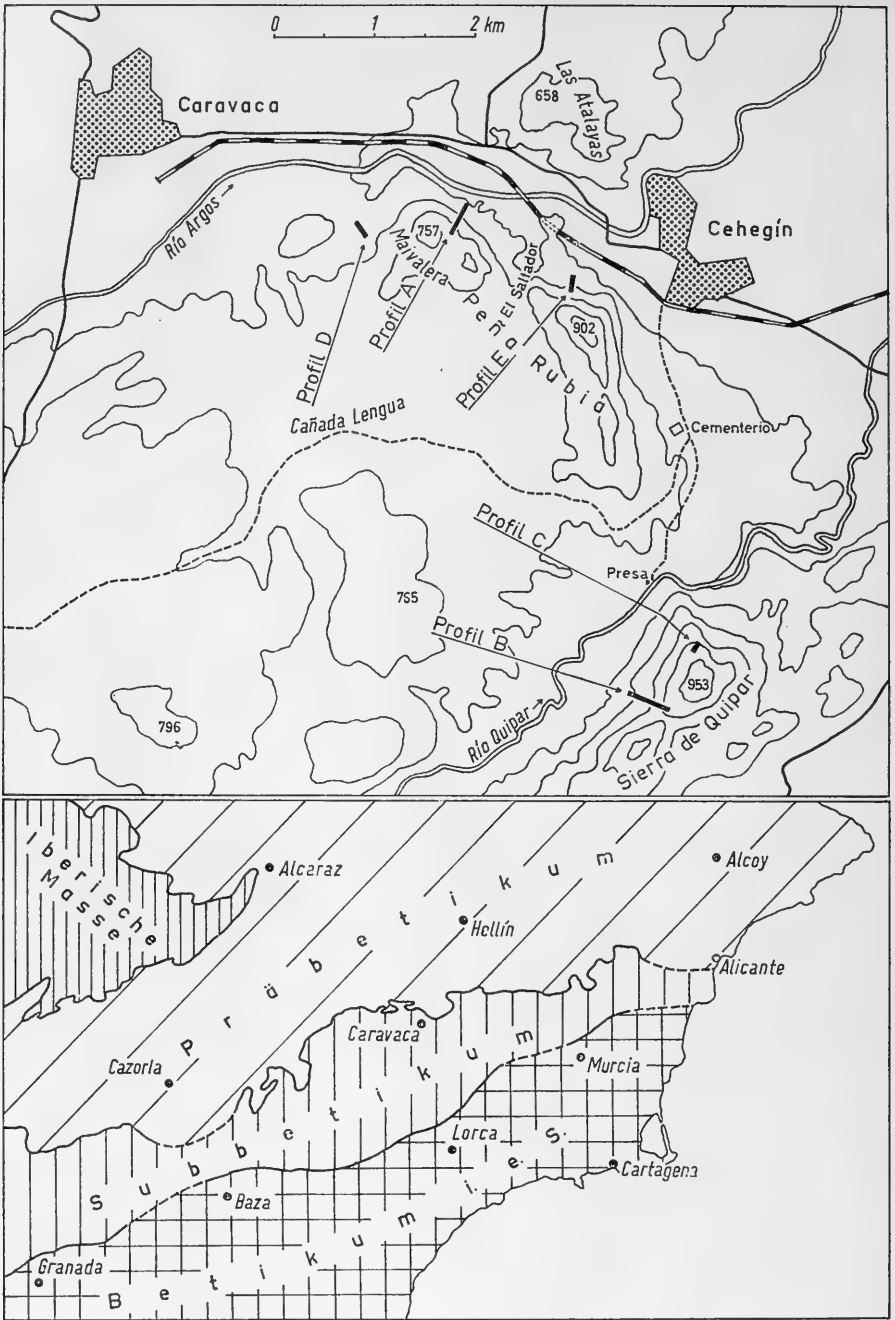 0 1 2 km
Caravaca
658
Las Atalayas
Río Argos
Cehegín
757
Maivalera
El Saltador
Profil A
Profil D
Peña Rubia
902
Profil E
Cañada Lengua
Cementerio
Profil C
Presa
755
Profil B
953
796
Río Quipar
Sierra de Quipar
Iberische
Masse
Alcaraz
Alcoy
Präbetikum
Hellín
Alicante
Caravaca
Cazorla
Murcia
Subbetikum
Lorca
Cartagena
Baza
Betikum i.e.S.
Granada